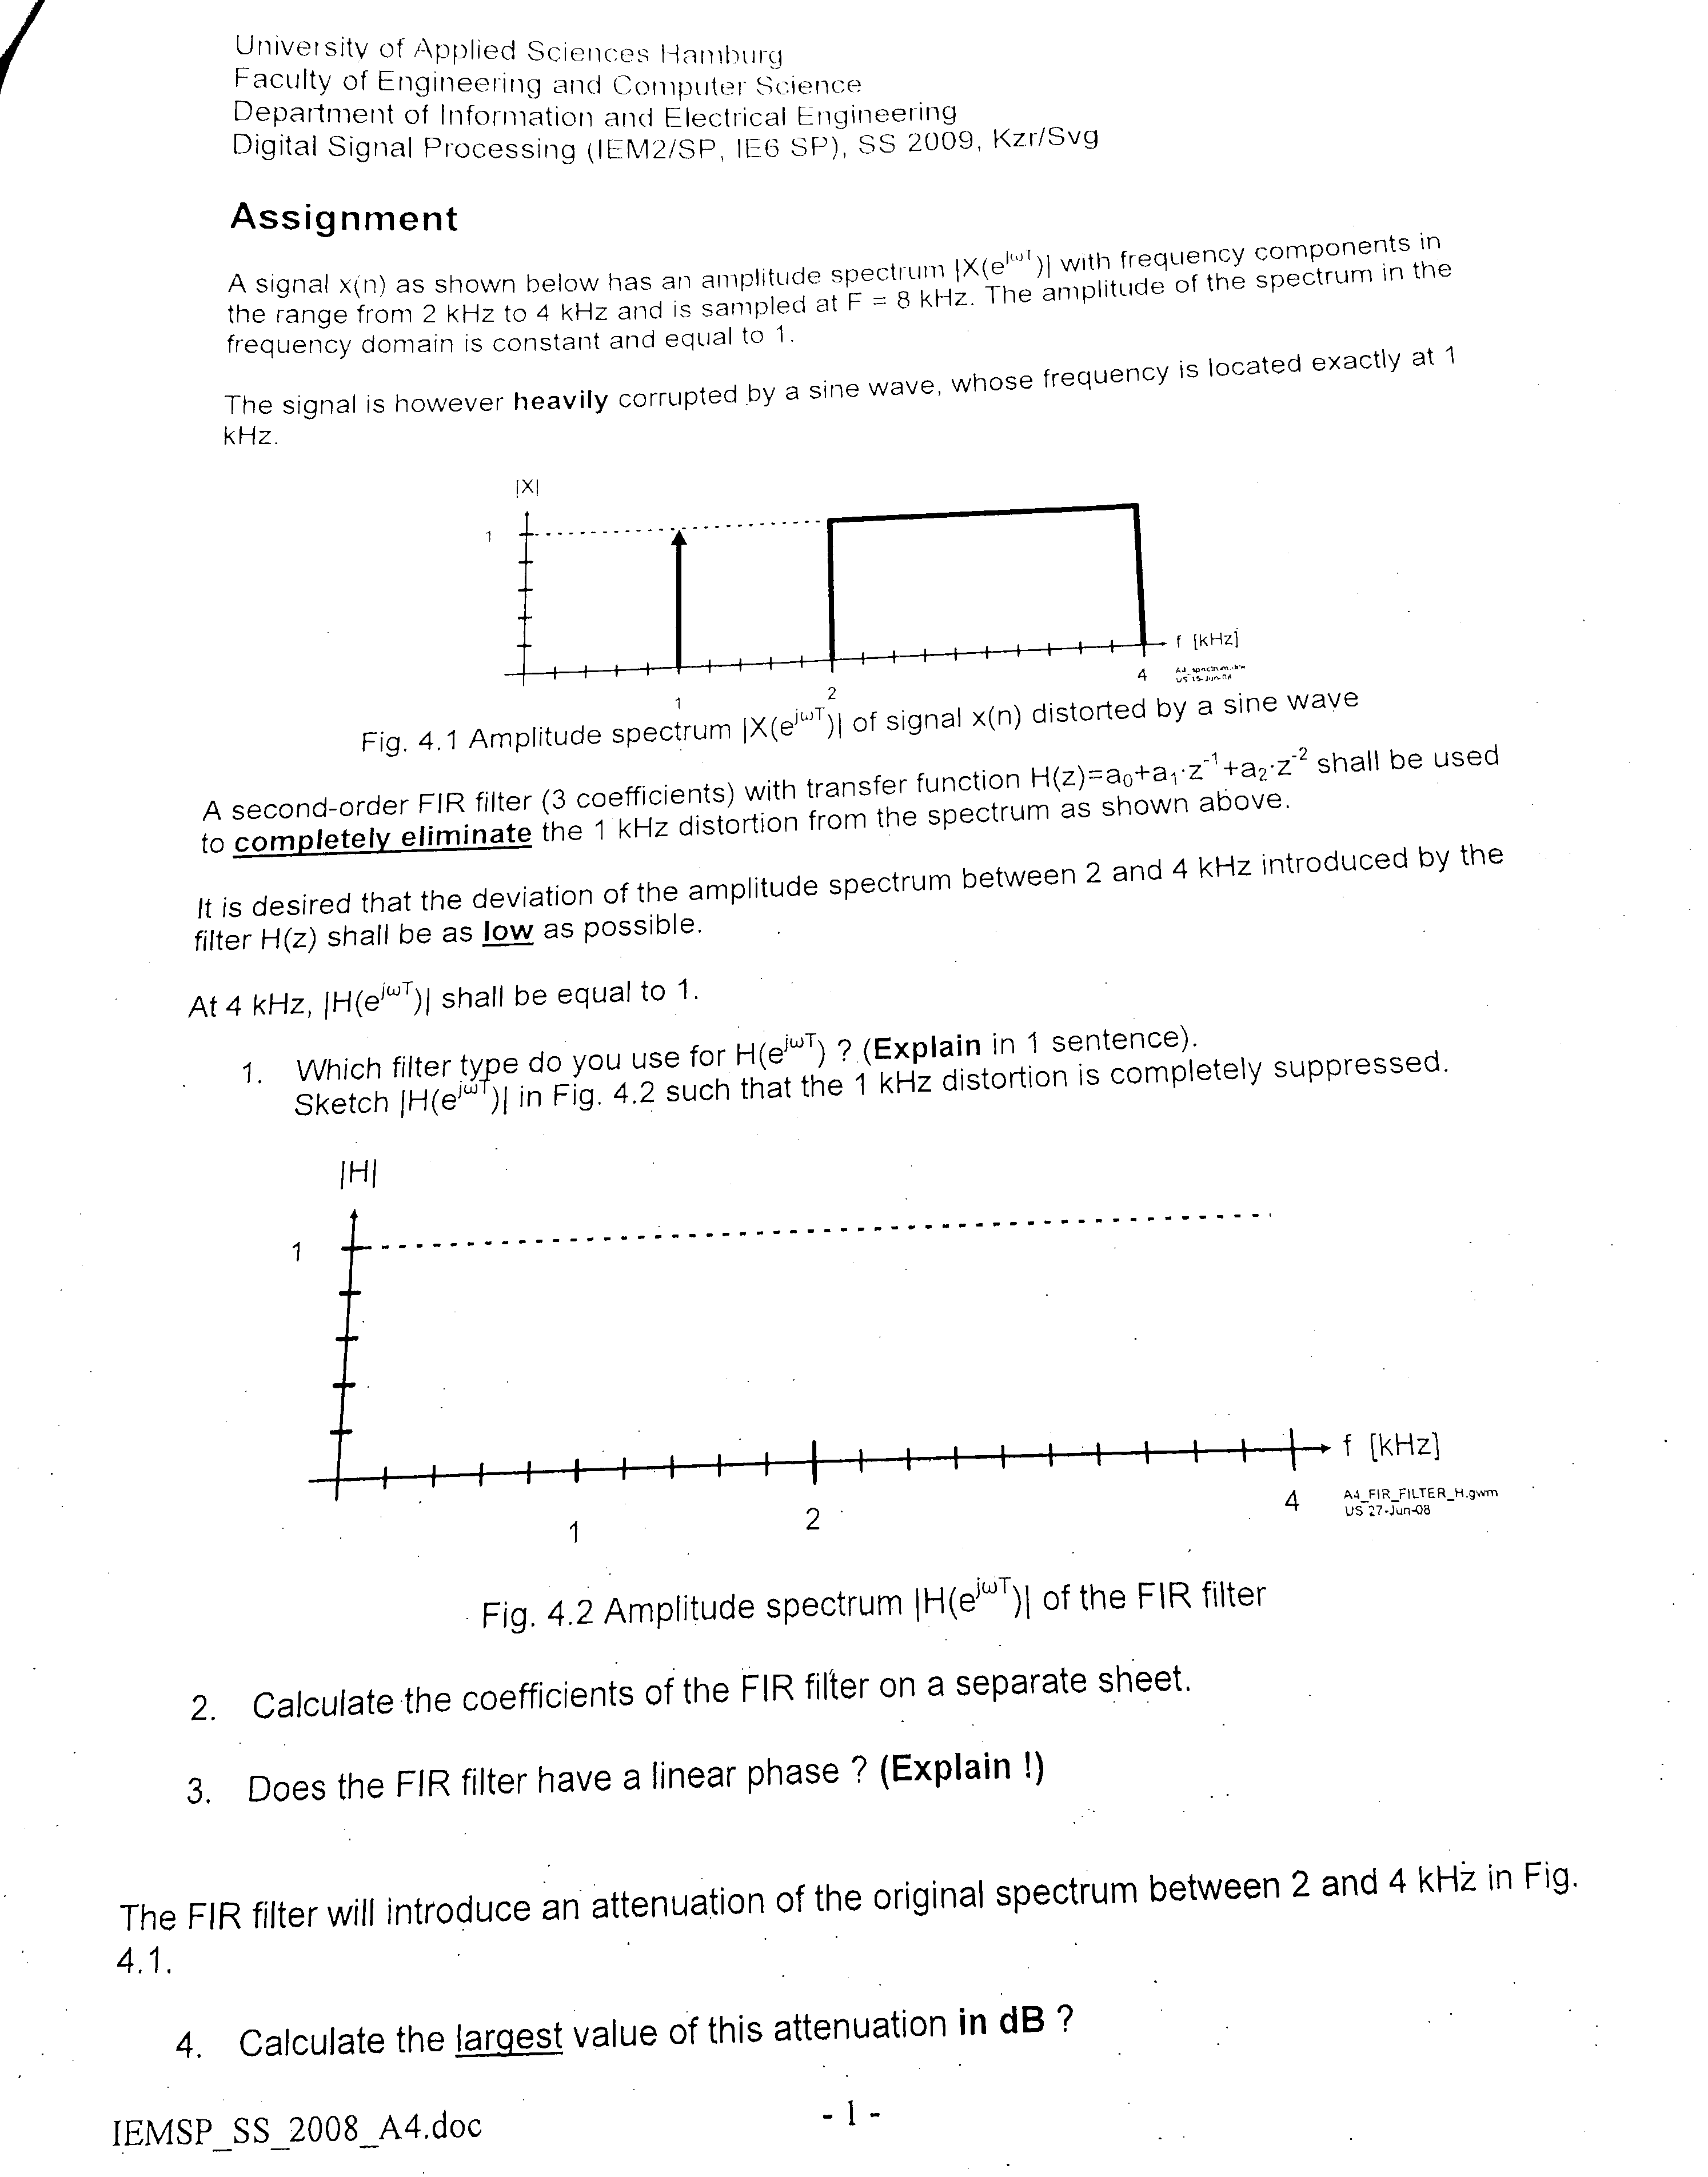 University of Applied Sciences Hamburg
Faculty of Engineering and Computer Science
Department of Information and Electrical Engineering
Digital Signal Processing (IEM2/SP, IE6 SP), SS 2009, Kzr/Svg
Assignment
A signal x(n) as shown below has an amplitude spectrum |X(e^jωT)| with frequency components in
the range from 2 kHz to 4 kHz and is sampled at F = 8 kHz. The amplitude of the spectrum in the
frequency domain is constant and equal to 1.
The signal is however heavily corrupted by a sine wave, whose frequency is located exactly at 1
kHz.
|X|
1
f [kHz]
1
2
4
A4_spectrum.drw
US 15-Jun-08
Fig. 4.1 Amplitude spectrum |X(e^jωT)| of signal x(n) distorted by a sine wave
A second-order FIR filter (3 coefficients) with transfer function H(z)=a₀+a₁·z⁻¹+a₂·z⁻² shall be used
to completely eliminate the 1 kHz distortion from the spectrum as shown above.
It is desired that the deviation of the amplitude spectrum between 2 and 4 kHz introduced by the
filter H(z) shall be as low as possible.
At 4 kHz, |H(e^jωT)| shall be equal to 1.
1. Which filter type do you use for H(e^jωT) ? (Explain in 1 sentence).
Sketch |H(e^jωT)| in Fig. 4.2 such that the 1 kHz distortion is completely suppressed.
|H|
1
f [kHz]
1
2
4
A4_FIR_FILTER_H.gwm
US 27-Jun-08
Fig. 4.2 Amplitude spectrum |H(e^jωT)| of the FIR filter
2. Calculate the coefficients of the FIR filter on a separate sheet.
3. Does the FIR filter have a linear phase ? (Explain !)
The FIR filter will introduce an attenuation of the original spectrum between 2 and 4 kHz in Fig.
4.1.
4. Calculate the largest value of this attenuation in dB ?
IEMSP_SS_2008_A4.doc
- 1 -